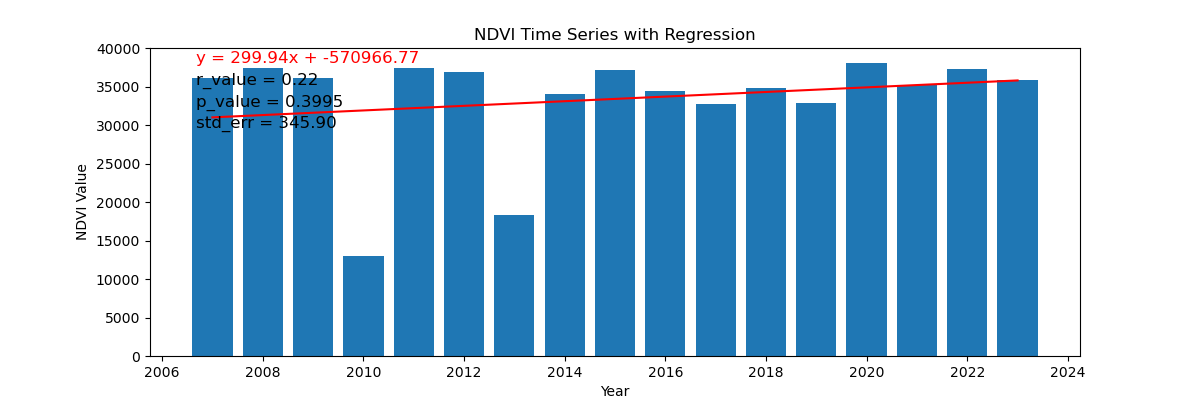 NDVI Time Series with Regression
y = 299.94x + -570966.77
r_value = 0.22
p_value = 0.3995
std_err = 345.90
NDVI Value
40000
35000
30000
25000
20000
15000
10000
5000
0
2006 2008 2010 2012 2014 2016 2018 2020 2022 2024
Year